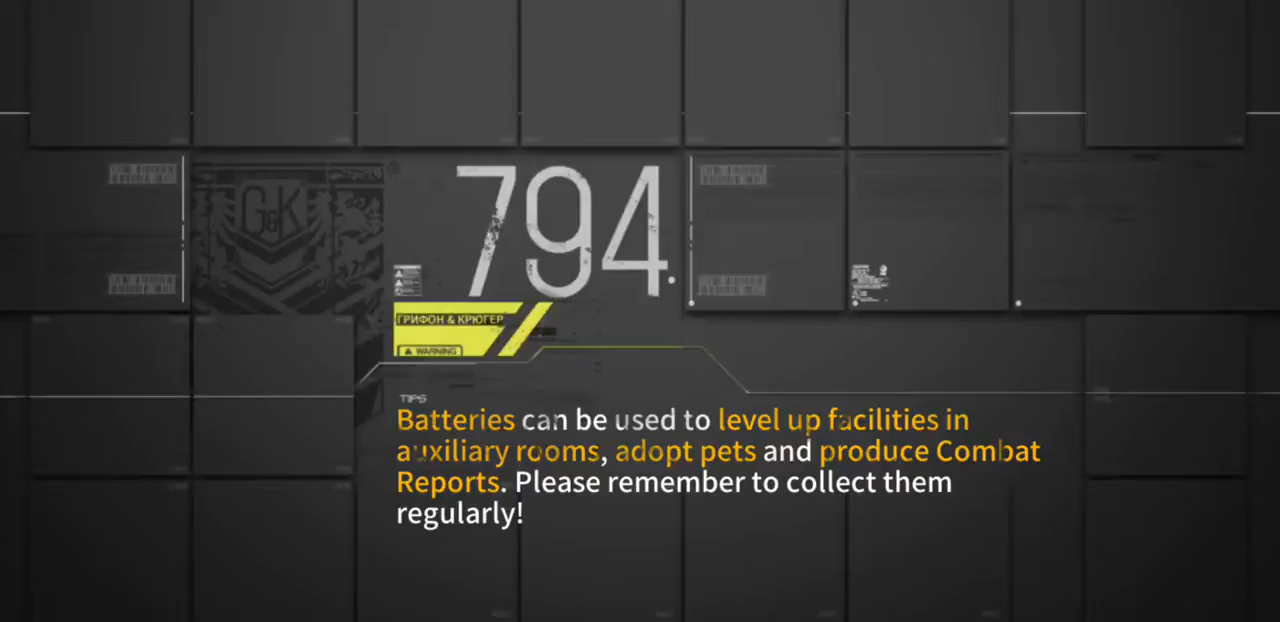 G&K
794.
ГРИФОН & КРЮГЕР
WARNING
TIPS
Batteries can be used to level up facilities in
auxiliary rooms, adopt pets and produce Combat
Reports. Please remember to collect them
regularly!